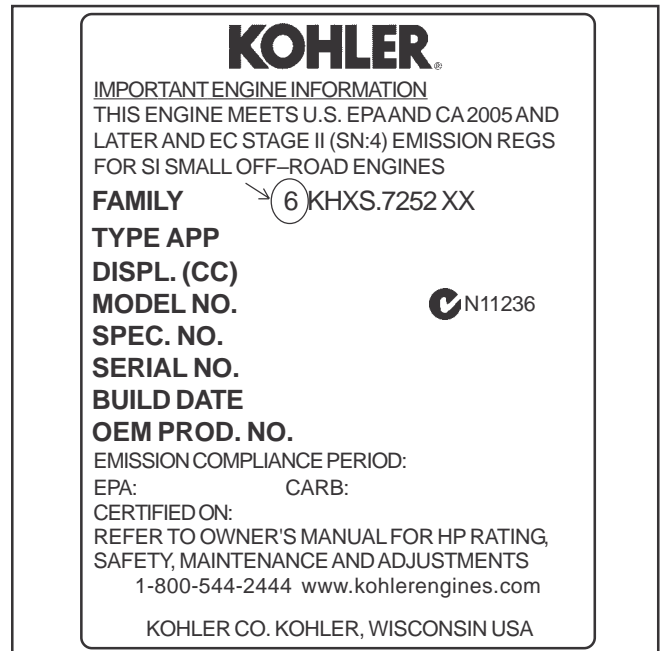 KOHLER®
IMPORTANT ENGINE INFORMATION
THIS ENGINE MEETS U.S. EPA AND CA 2005 AND
LATER AND EC STAGE II (SN:4) EMISSION REGS
FOR SI SMALL OFF–ROAD ENGINES
FAMILY 6 KHXS.7252 XX
TYPE APP
DISPL. (CC)
MODEL NO. N11236
SPEC. NO.
SERIAL NO.
BUILD DATE
OEM PROD. NO.
EMISSION COMPLIANCE PERIOD:
EPA: CARB:
CERTIFIED ON:
REFER TO OWNER'S MANUAL FOR HP RATING,
SAFETY, MAINTENANCE AND ADJUSTMENTS
1-800-544-2444 www.kohlerengines.com
KOHLER CO. KOHLER, WISCONSIN USA